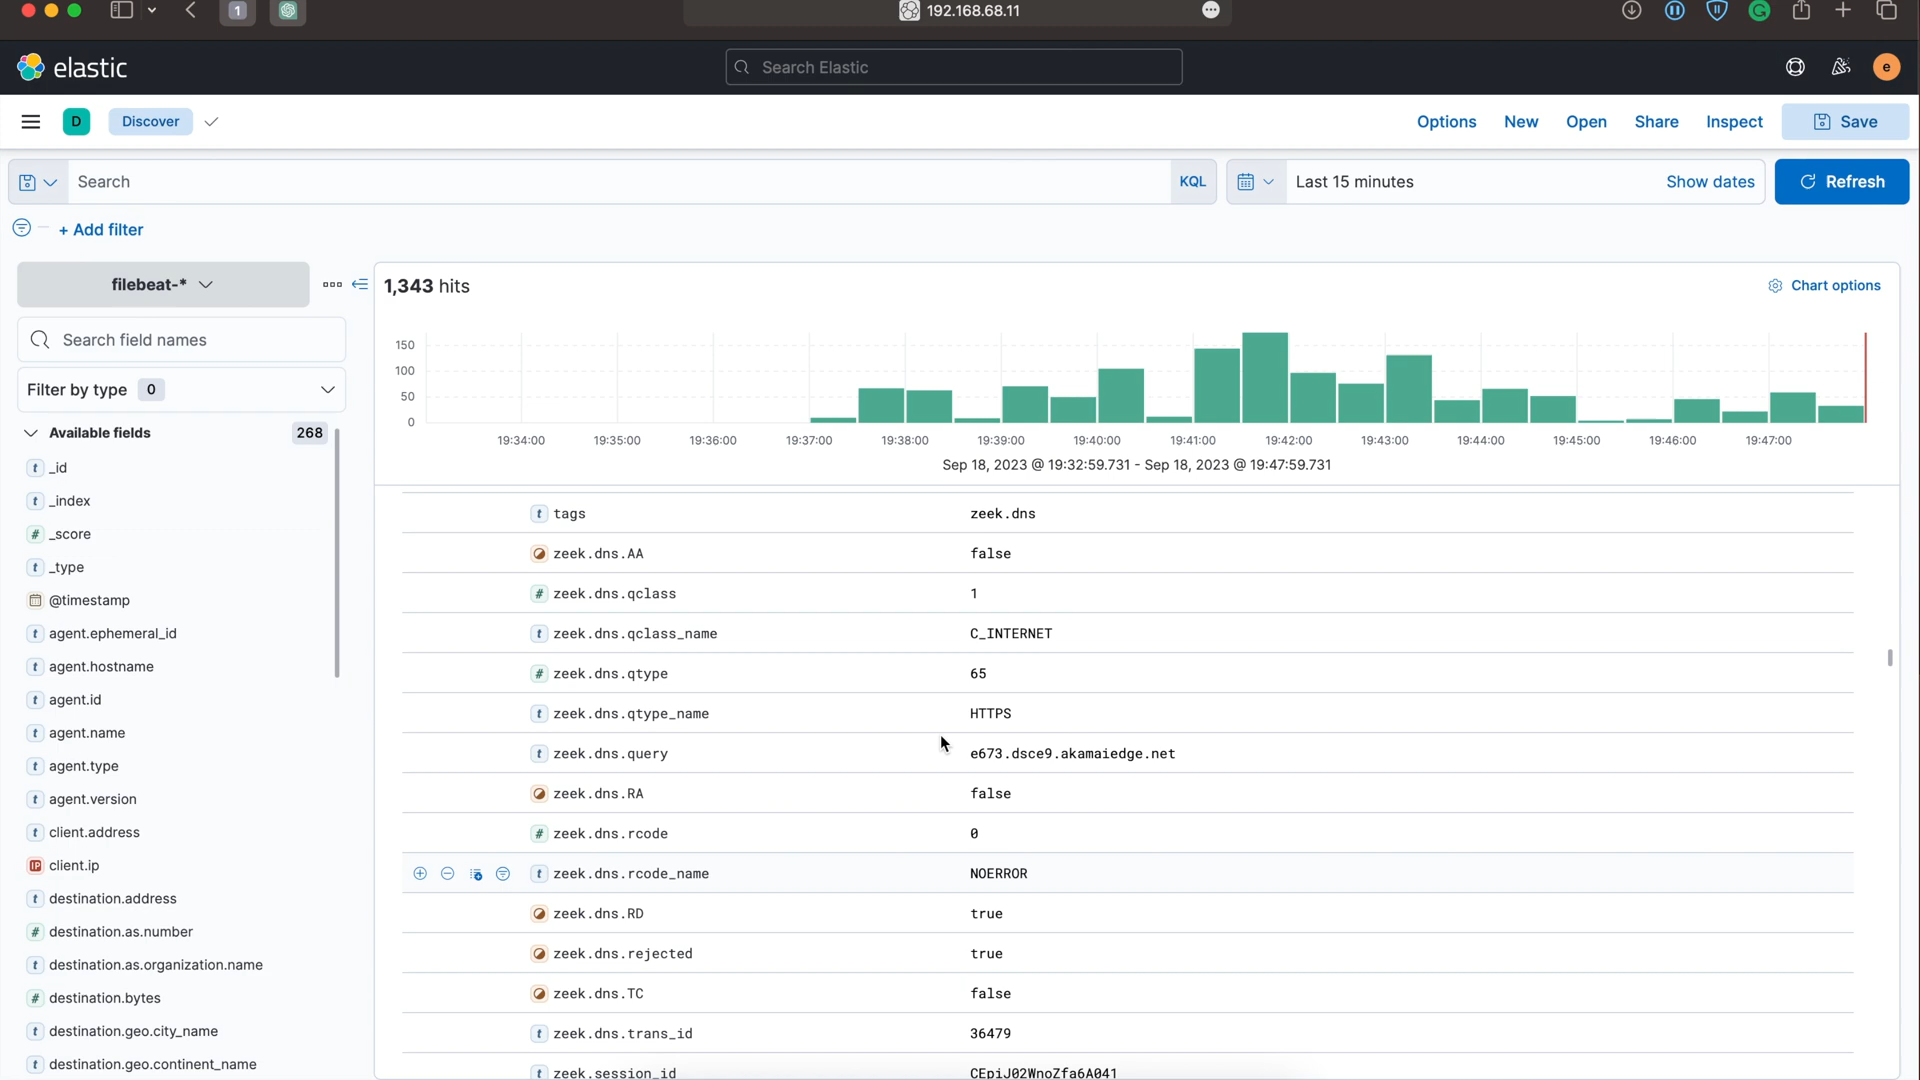 1
192.168.68.11
elastic
Search Elastic
e
D
Discover
Options
New
Open
Share
Inspect
Save
Search
KQL
Last 15 minutes
Show dates
Refresh
+ Add filter
filebeat-*
1,343 hits
Chart options
Search field names
Filter by type 0
Available fields 268
t _id
t _index
# _score
t _type
@timestamp
t agent.ephemeral_id
t agent.hostname
t agent.id
t agent.name
t agent.type
t agent.version
t client.address
IP client.ip
t destination.address
# destination.as.number
t destination.as.organization.name
# destination.bytes
t destination.geo.city_name
t destination.geo.continent_name
150
100
50
0
19:34:00 19:35:00 19:36:00 19:37:00 19:38:00 19:39:00 19:40:00 19:41:00 19:42:00 19:43:00 19:44:00 19:45:00 19:46:00 19:47:00
Sep 18, 2023 @ 19:32:59.731 - Sep 18, 2023 @ 19:47:59.731
t tags zeek.dns
zeek.dns.AA false
# zeek.dns.qclass 1
t zeek.dns.qclass_name C_INTERNET
# zeek.dns.qtype 65
t zeek.dns.qtype_name HTTPS
t zeek.dns.query e673.dsce9.akamaiedge.net
zeek.dns.RA false
# zeek.dns.rcode 0
t zeek.dns.rcode_name NOERROR
zeek.dns.RD true
zeek.dns.rejected true
zeek.dns.TC false
t zeek.dns.trans_id 36479
t zeek.session_id CEpiJ02WnoZfa6A041